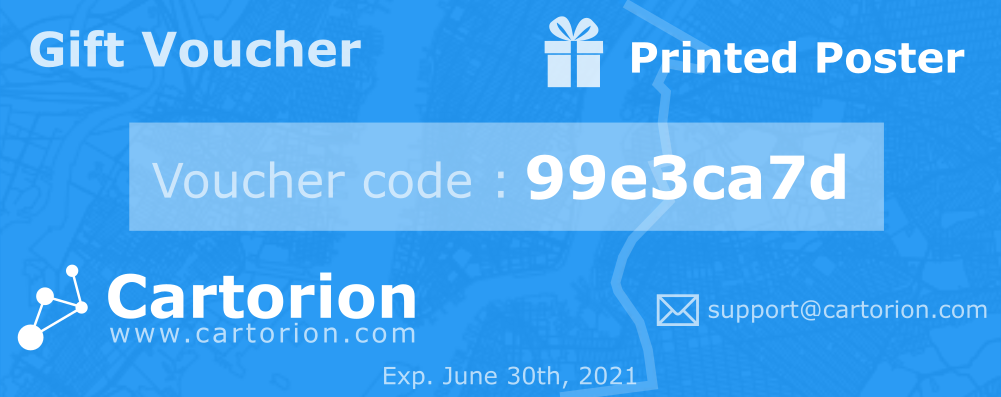 Gift Voucher
Printed Poster
Voucher code : 99e3ca7d
Cartorion
www.cartorion.com
support@cartorion.com
Exp. June 30th, 2021